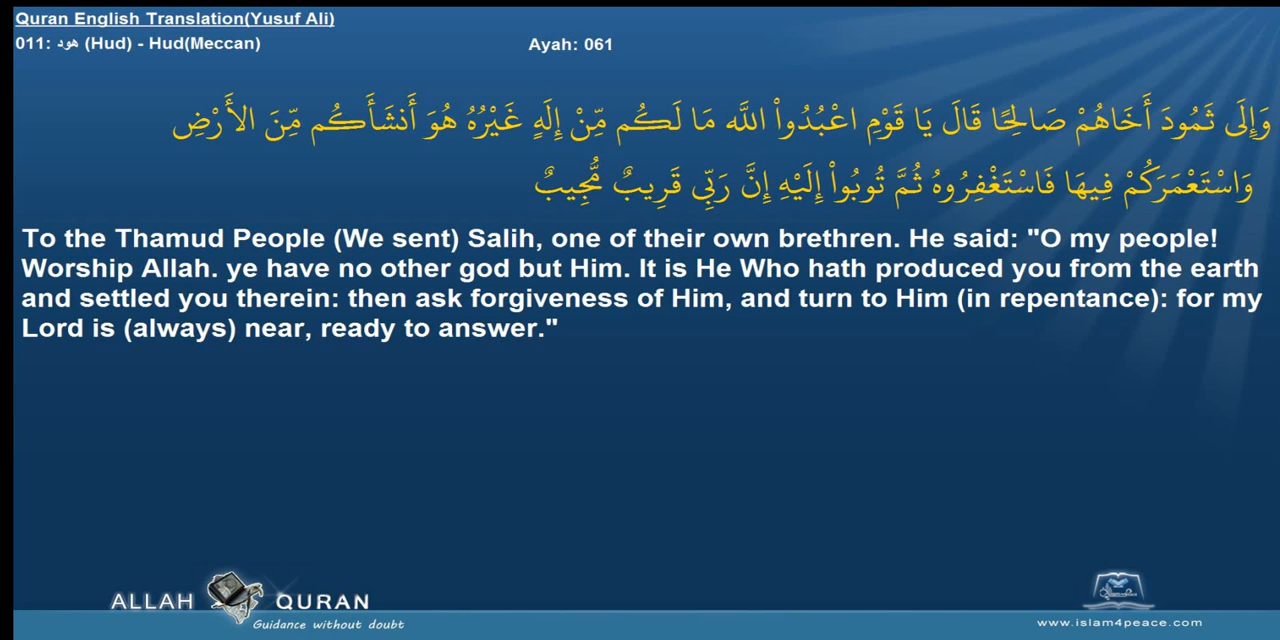 Quran English Translation(Yusuf Ali)
011: هود (Hud) - Hud(Meccan)
Ayah: 061
وَإِلَى ثَمُودَ أَخَاهُمْ صَالِحًا قَالَ يَا قَوْمِ اعْبُدُواْ اللَّه مَا لَكُم مِّنْ إِلَهٍ غَيْرُهُ هُوَ أَنشَأَكُم مِّنَ الأَرْضِ
وَاسْتَعْمَرَكُمْ فِيهَا فَاسْتَغْفِرُوهُ ثُمَّ تُوبُواْ إِلَيْهِ إِنَّ رَبِّي قَرِيبٌ مُّجِيبٌ
To the Thamud People (We sent) Salih, one of their own brethren. He said: "O my people!
Worship Allah. ye have no other god but Him. It is He Who hath produced you from the earth
and settled you therein: then ask forgiveness of Him, and turn to Him (in repentance): for my
Lord is (always) near, ready to answer."
ALLAH QURAN
Guidance without doubt
www.islam4peace.com